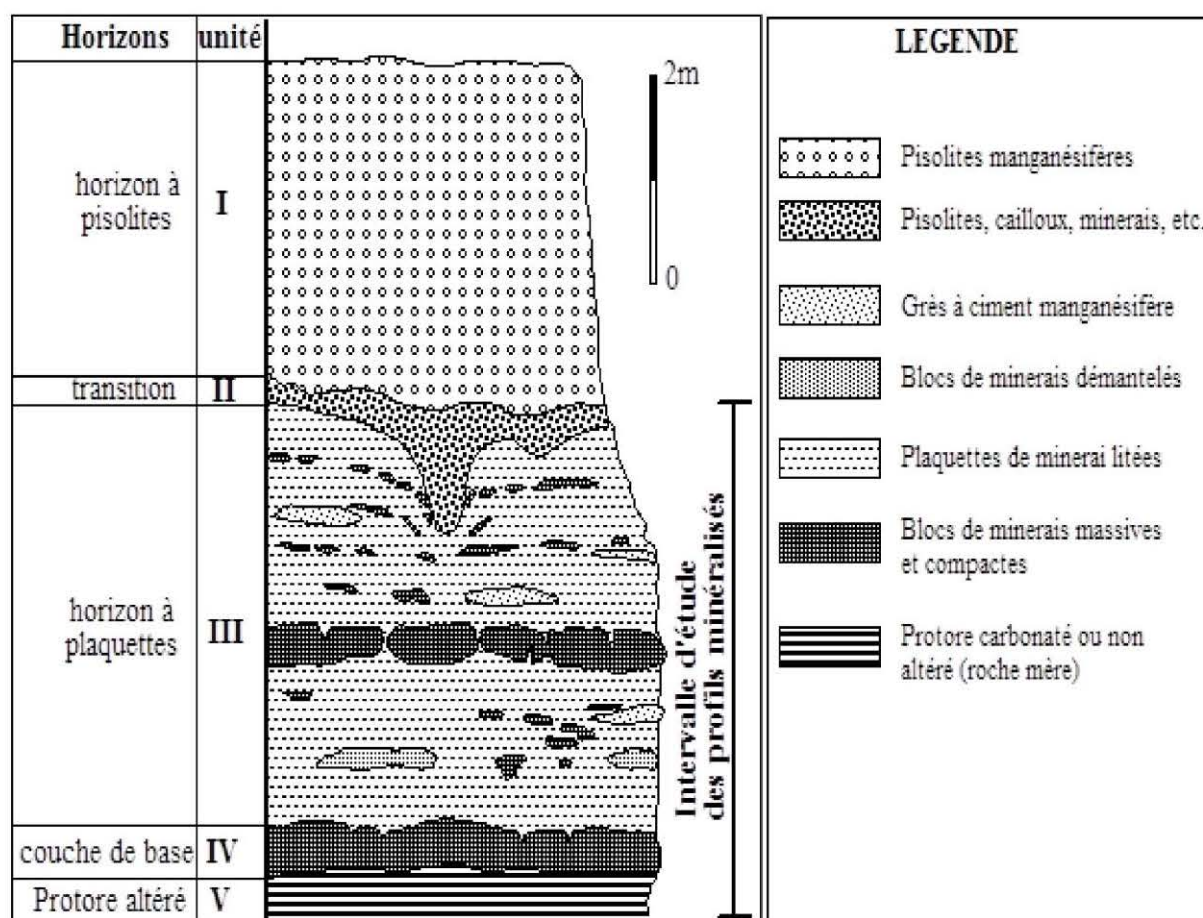 Horizons unité
2m
0
horizon à
pisolites
I
transition II
horizon à
plaquettes
III
couche de base IV
Protore altéré V
Intervalle d'étude
des profils minéralisés
LEGENDE
Pisolites manganésifères
Pisolites, cailloux, minerais, etc.
Grès à ciment manganésifère
Blocs de minerais démantelés
Plaquettes de minerai litées
Blocs de minerais massives
et compactes
Protore carbonaté ou non
altéré (roche mère)